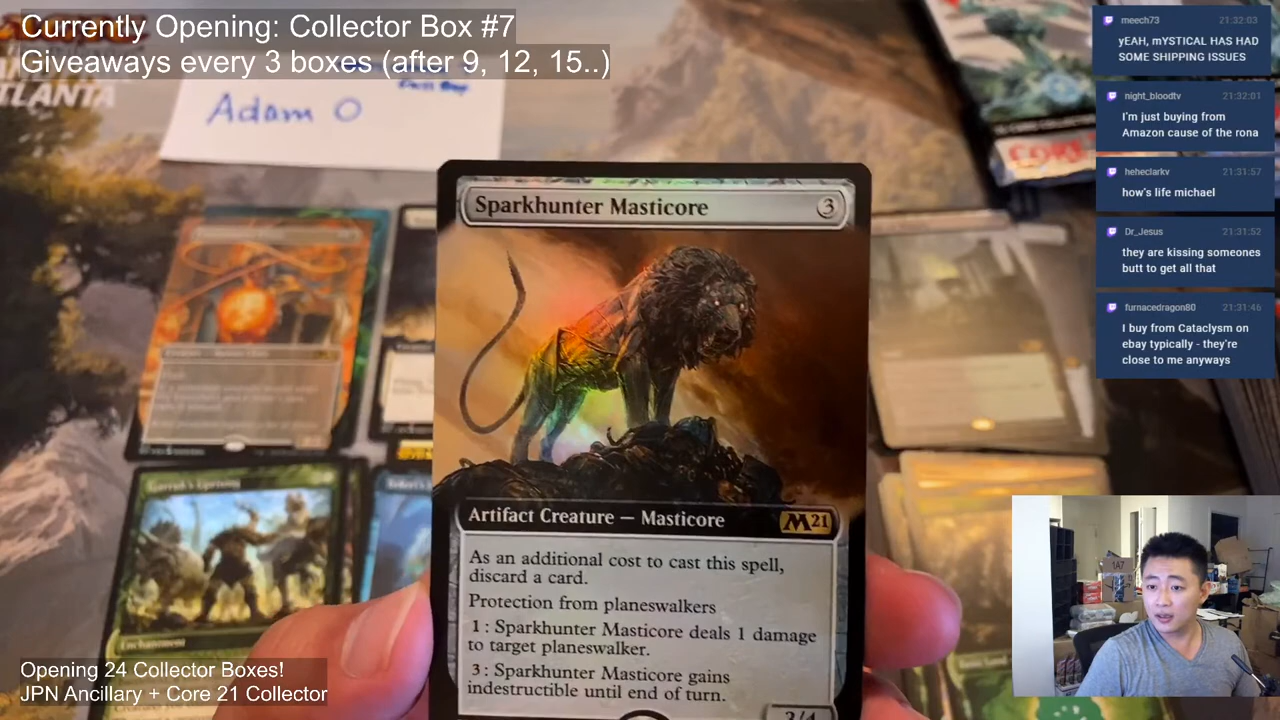 Currently Opening: Collector Box #7
Giveaways every 3 boxes (after 9, 12, 15..)
ATLANTA
Adam O
Sparkhunter Masticore 3
Artifact Creature — Masticore M21
As an additional cost to cast this spell,
discard a card.
Protection from planeswalkers
1 : Sparkhunter Masticore deals 1 damage
to target planeswalker.
3 : Sparkhunter Masticore gains
indestructible until end of turn.
3/4
Garruk's Uprising
Enchantment
CORE
meech73 21:32:03
yEAH, mYSTICAL HAS HAD
SOME SHIPPING ISSUES
night_bloodtv 21:32:01
I'm just buying from
Amazon cause of the rona
heheclarkv 21:31:57
how's life michael
Dr_Jesus 21:31:52
they are kissing someones
butt to get all that
furnacedragon80 21:31:46
I buy from Cataclysm on
ebay typically - they're
close to me anyways
1A7
Opening 24 Collector Boxes!
JPN Ancillary + Core 21 Collector